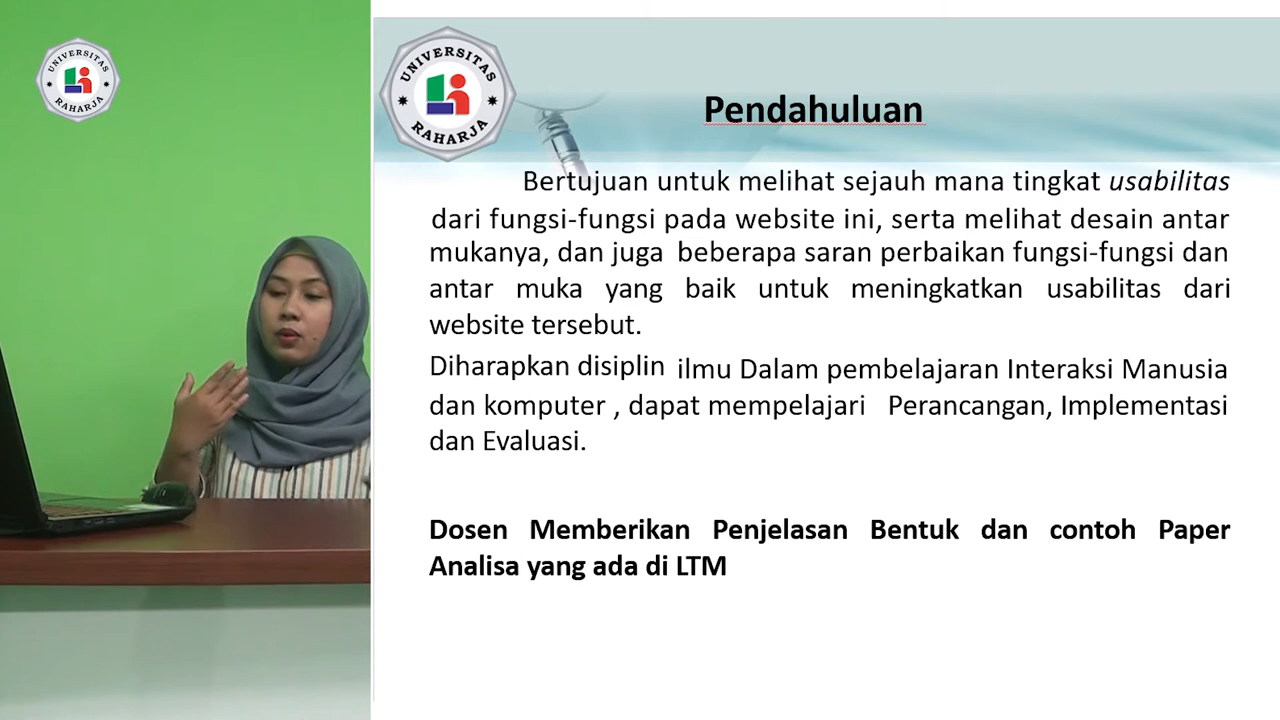 UNIVERSITAS
RAHARJA
UNIVERSITAS
RAHARJA
Pendahuluan
Bertujuan untuk melihat sejauh mana tingkat usabilitas
dari fungsi-fungsi pada website ini, serta melihat desain antar
mukanya, dan juga beberapa saran perbaikan fungsi-fungsi dan
antar muka yang baik untuk meningkatkan usabilitas dari
website tersebut.
Diharapkan disiplin ilmu Dalam pembelajaran Interaksi Manusia
dan komputer , dapat mempelajari Perancangan, Implementasi
dan Evaluasi.
Dosen Memberikan Penjelasan Bentuk dan contoh Paper
Analisa yang ada di LTM